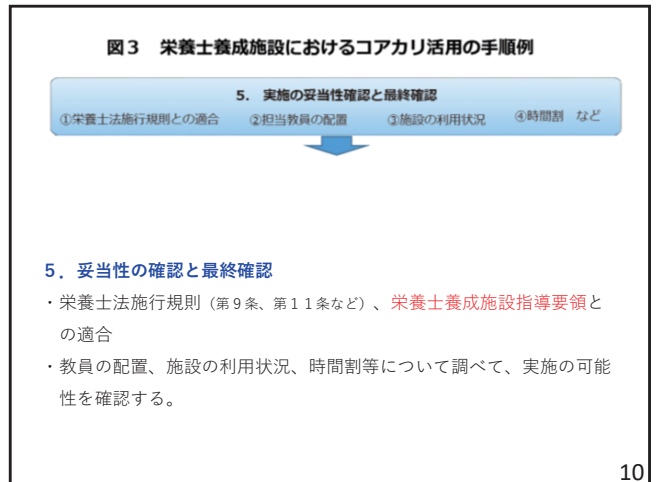 図３　栄養士養成施設におけるコアカリ活用の手順例
5.　実施の妥当性確認と最終確認
①栄養士法施行規則との適合　②担当教員の配置　③施設の利用状況　④時間割　など
５．妥当性の確認と最終確認
・栄養士法施行規則（第９条、第１１条など）、栄養士養成施設指導要領と
の適合
・教員の配置、施設の利用状況、時間割等について調べて、実施の可能
性を確認する。
10